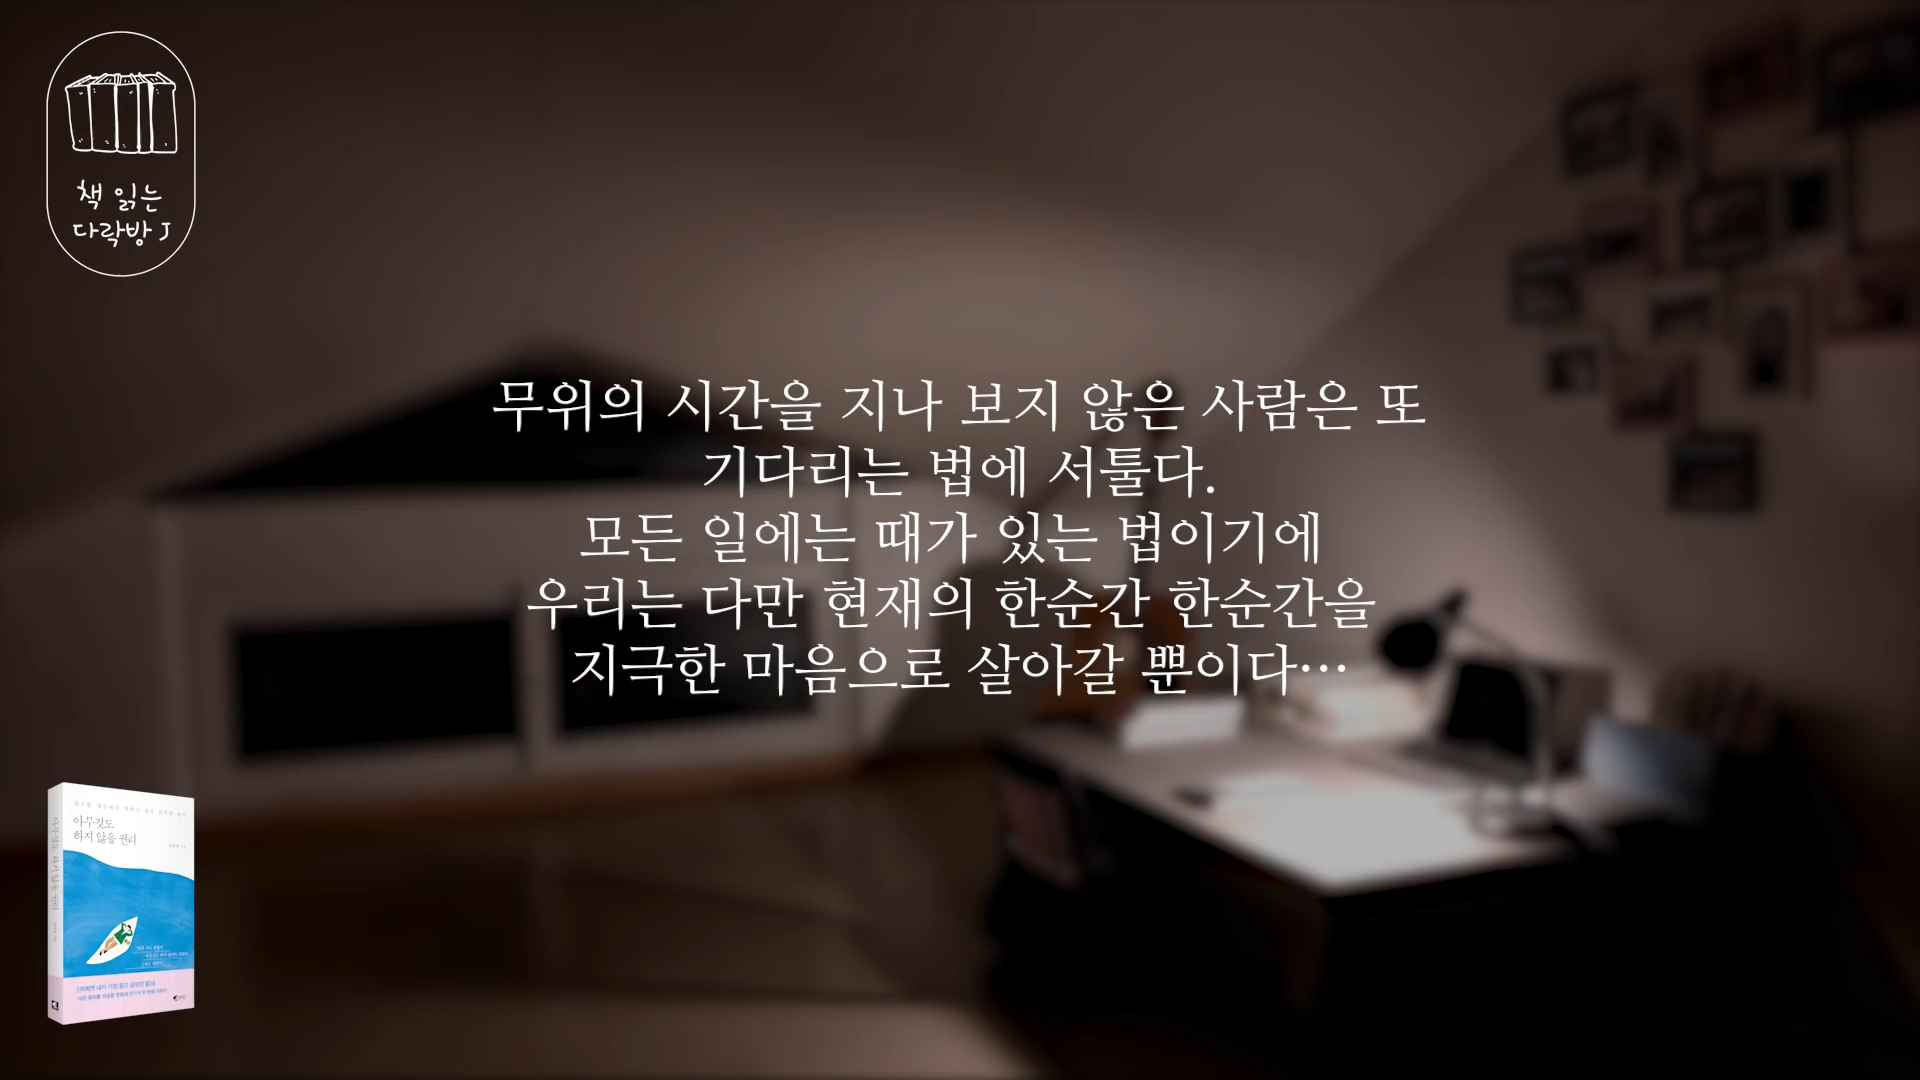 책 읽는
다락방 J
무위의 시간을 지나 보지 않은 사람은 또
기다리는 법에 서툴다.
모든 일에는 때가 있는 법이기에
우리는 다만 현재의 한순간 한순간을
지극한 마음으로 살아갈 뿐이다…
아무것도
하지 않을 권리